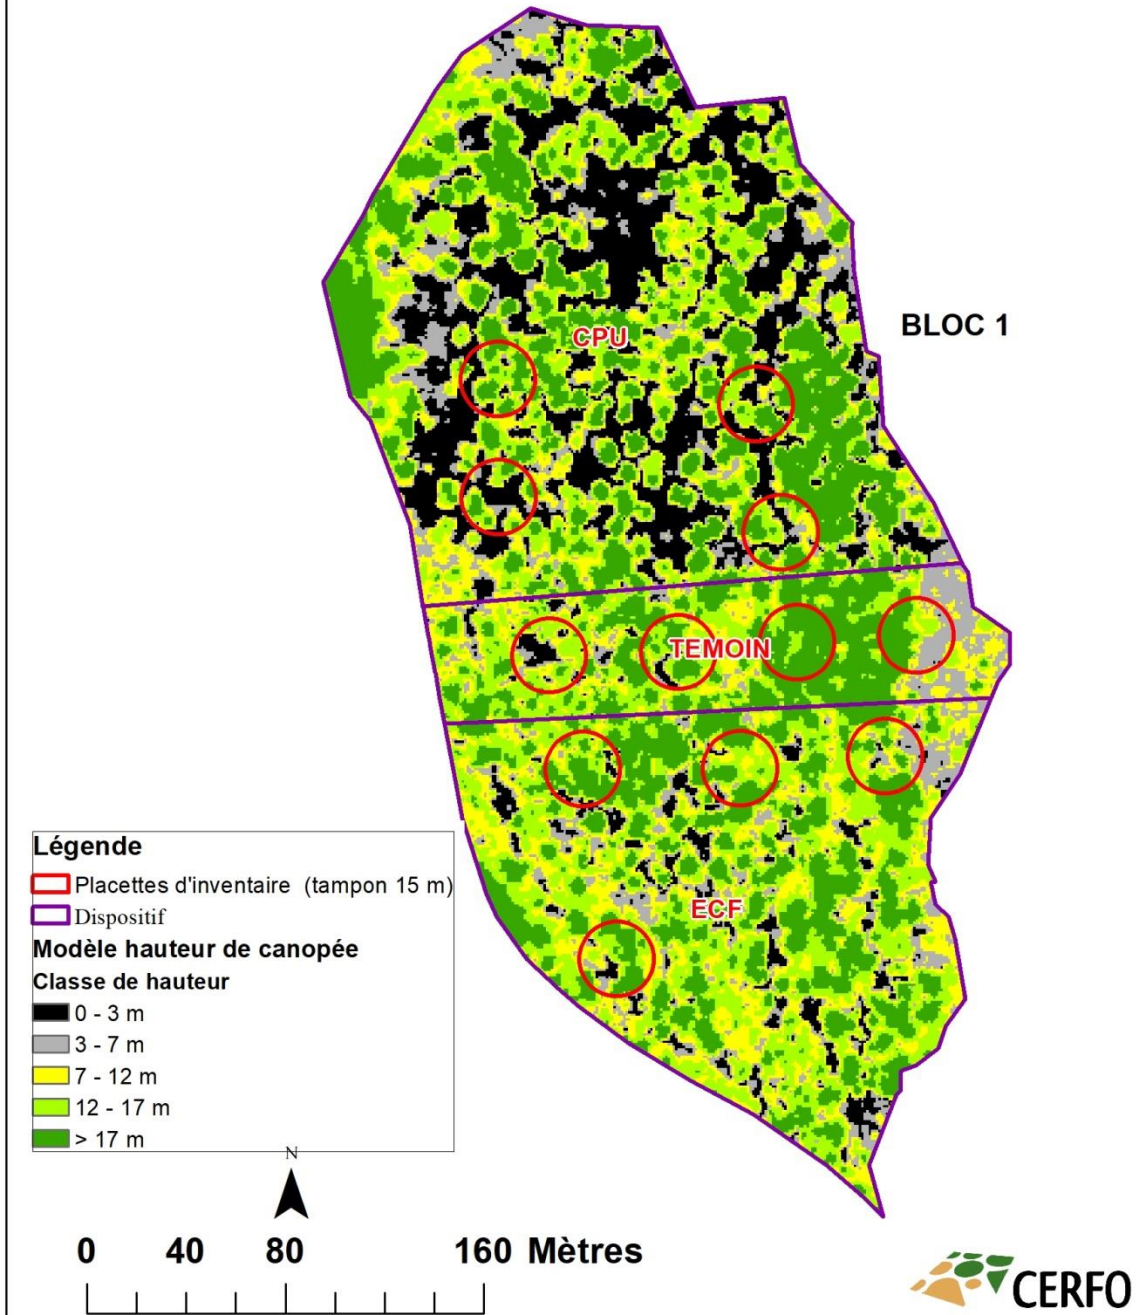 CPU
BLOC 1
TEMOIN
ECF
Légende
Placettes d'inventaire (tampon 15 m)
Dispositif
Modèle hauteur de canopée
Classe de hauteur
0 - 3 m
3 - 7 m
7 - 12 m
12 - 17 m
> 17 m
N
0 40 80 160 Mètres
CERFO